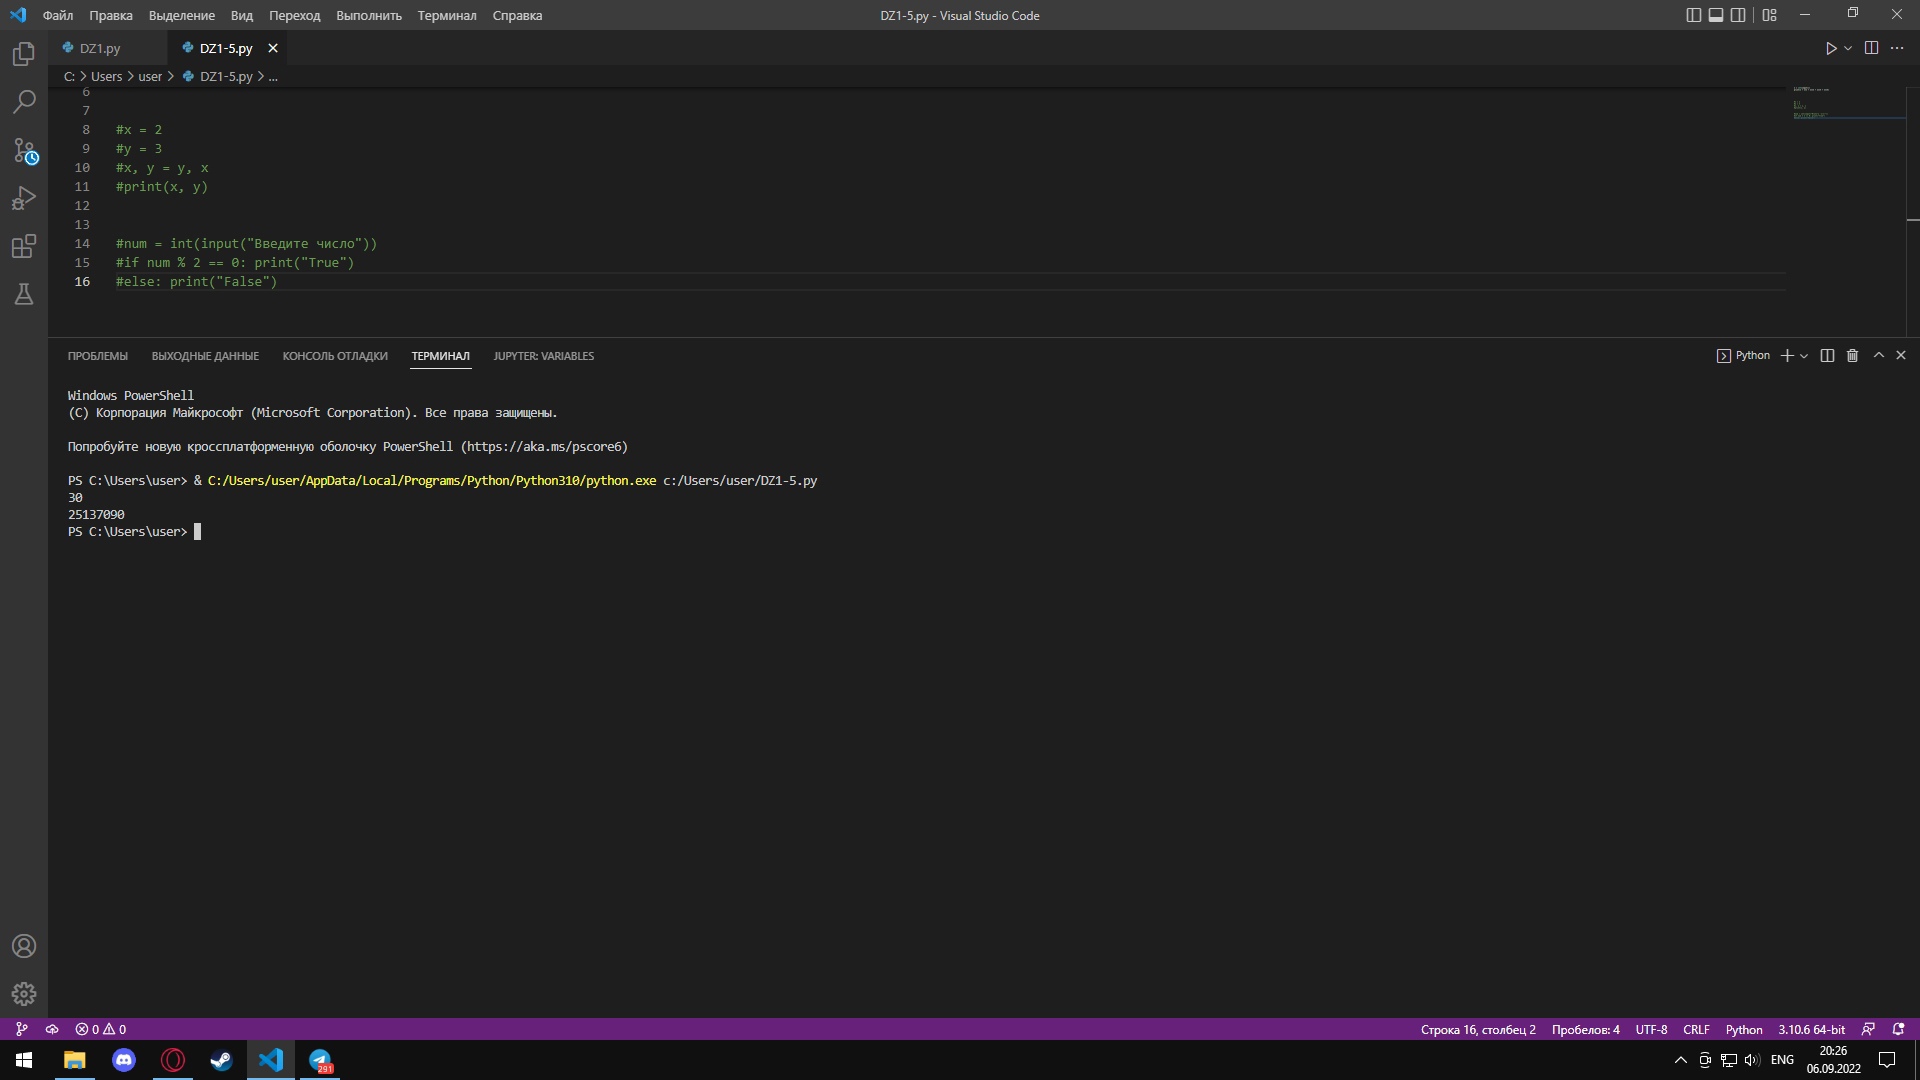 Файл Правка Выделение Вид Переход Выполнить Терминал Справка
DZ1-5.py - Visual Studio Code
DZ1.py
DZ1-5.py
C: > Users > user > DZ1-5.py > ...
6
7
8 #x = 2
9 #y = 3
10 #x, y = y, x
11 #print(x, y)
12
13
14 #num = int(input("Введите число"))
15 #if num % 2 == 0: print("True")
16 #else: print("False")
ПРОБЛЕМЫ ВЫХОДНЫЕ ДАННЫЕ КОНСОЛЬ ОТЛАДКИ ТЕРМИНАЛ JUPYTER: VARIABLES
Python
Windows PowerShell
(C) Корпорация Майкрософт (Microsoft Corporation). Все права защищены.
Попробуйте новую кроссплатформенную оболочку PowerShell (https://aka.ms/pscore6)
PS C:\Users\user> & C:/Users/user/AppData/Local/Programs/Python/Python310/python.exe c:/Users/user/DZ1-5.py
30
25137090
PS C:\Users\user>
0 0
Строка 16, столбец 2 Пробелов: 4 UTF-8 CRLF Python 3.10.6 64-bit
291
ENG
20:26
06.09.2022